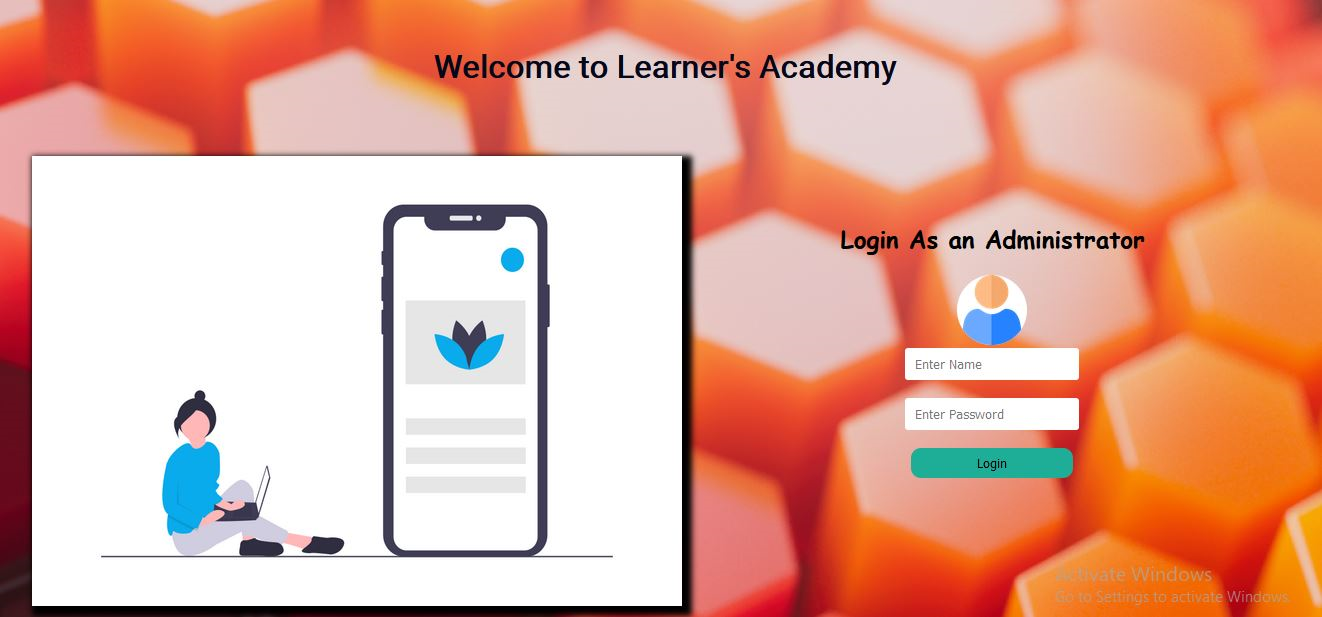 Welcome to Learner's Academy
Login As an Administrator
Enter Name
Enter Password
Login
Activate Windows
Go to Settings to activate Windows.